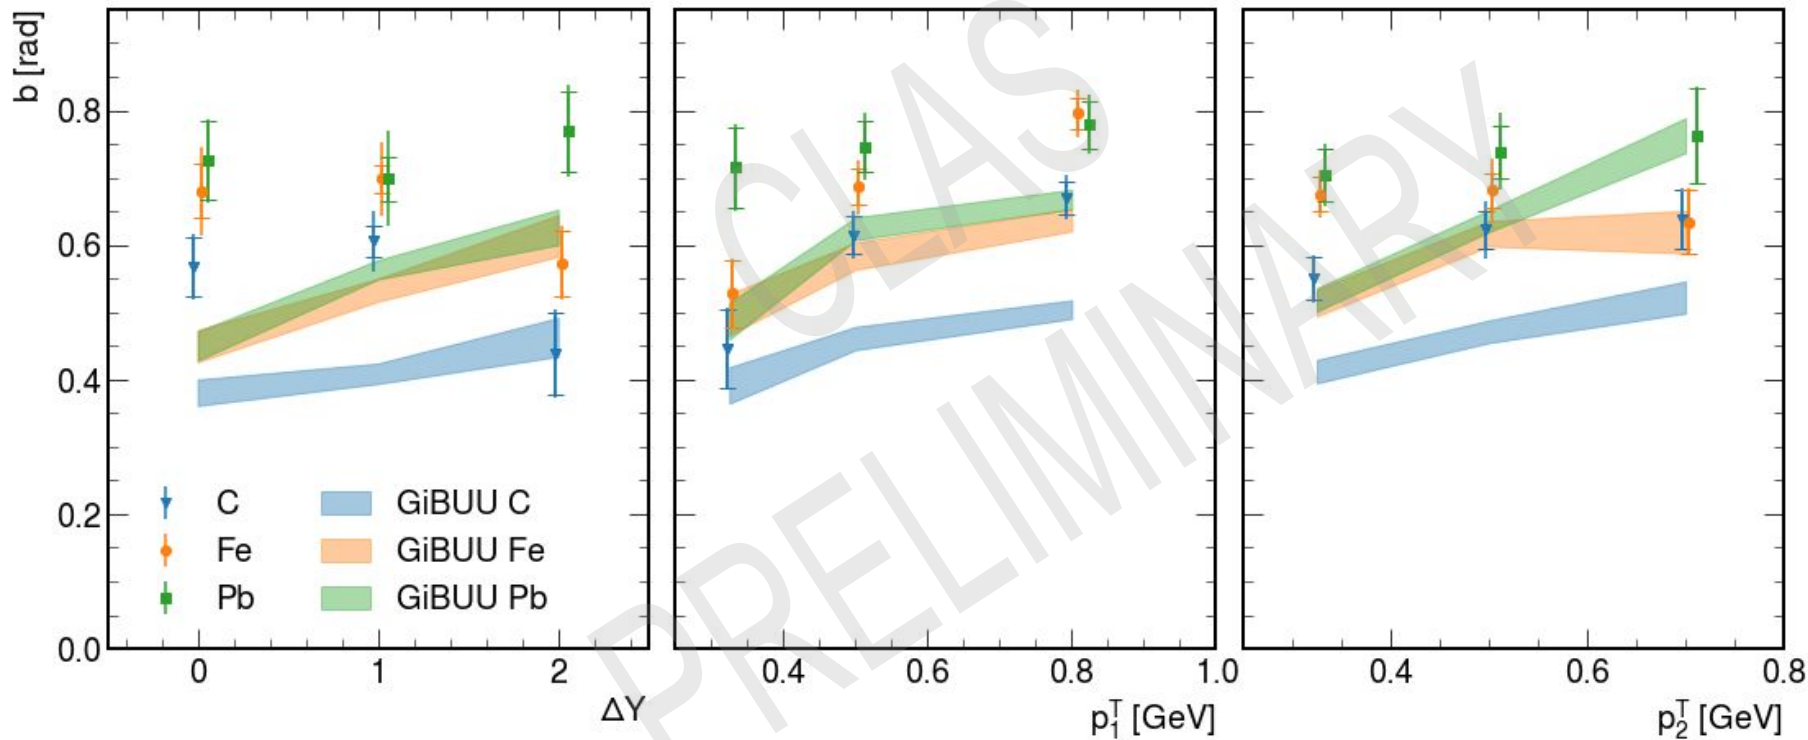 b [rad]
0.8
0.6
0.4
0.2
0.0
C GiBUU C
Fe GiBUU Fe
Pb GiBUU Pb
0 1 2 0.4 0.6 0.8 1.0 0.4 0.6 0.8
ΔY p₁ᵀ [GeV] p₂ᵀ [GeV]
CLAS
PRELIMINARY